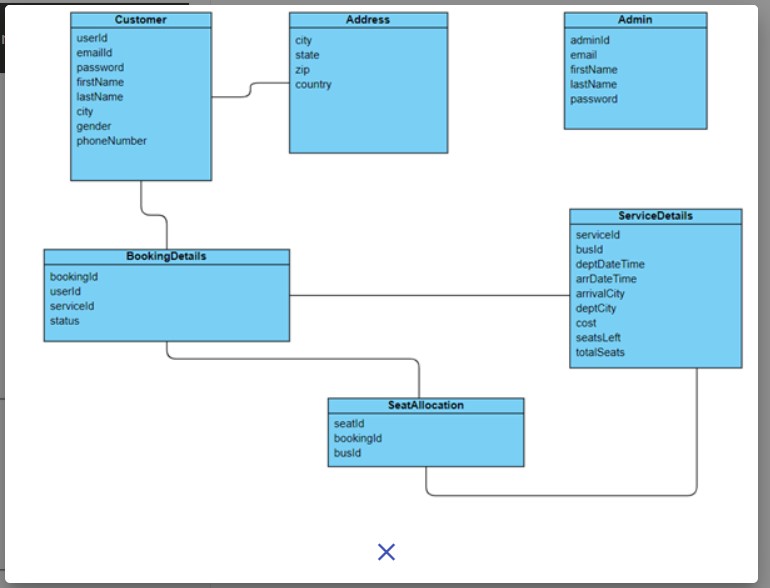 Customer
userId
emailId
password
firstName
lastName
city
gender
phoneNumber
Address
city
state
zip
country
Admin
adminId
email
firstName
lastName
password
BookingDetails
bookingId
userId
serviceId
status
ServiceDetails
serviceId
busId
deptDateTime
arrDateTime
arrivalCity
deptCity
cost
seatsLeft
totalSeats
SeatAllocation
seatId
bookingId
busId